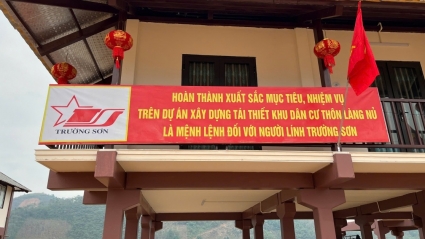 HOÀN THÀNH XUẤT SẮC MỤC TIÊU, NHIỆM VỤ
TRÊN DỰ ÁN XÂY DỰNG TÁI THIẾT KHU DÂN CƯ THÔN LÀNG NỦ
LÀ MỆNH LỆNH ĐỐI VỚI NGƯỜI LÍNH TRƯỜNG SƠN
TRƯỜNG SƠN